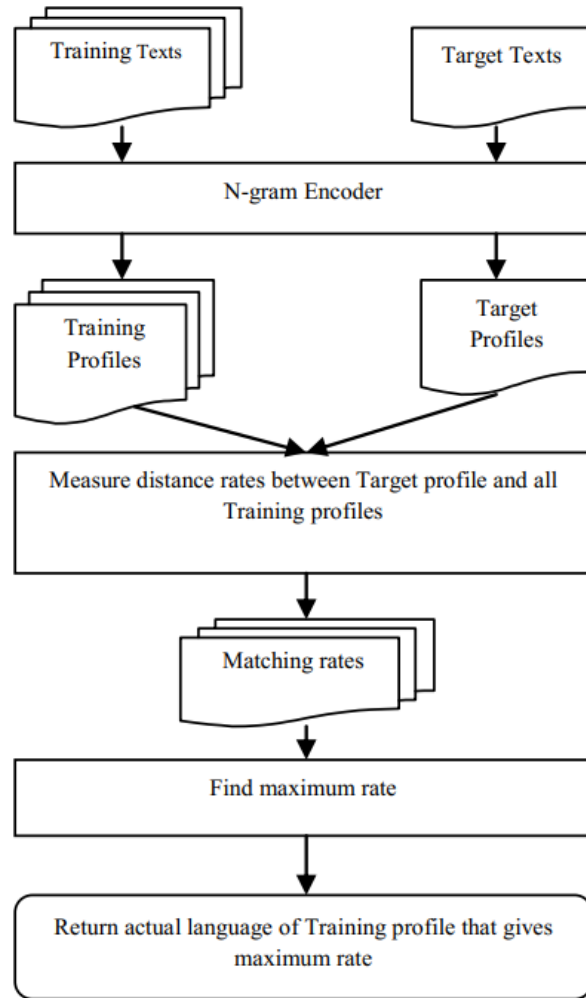 Training Texts
Target Texts
N-gram Encoder
Training
Profiles
Target
Profiles
Measure distance rates between Target profile and all
Training profiles
Matching rates
Find maximum rate
Return actual language of Training profile that gives
maximum rate